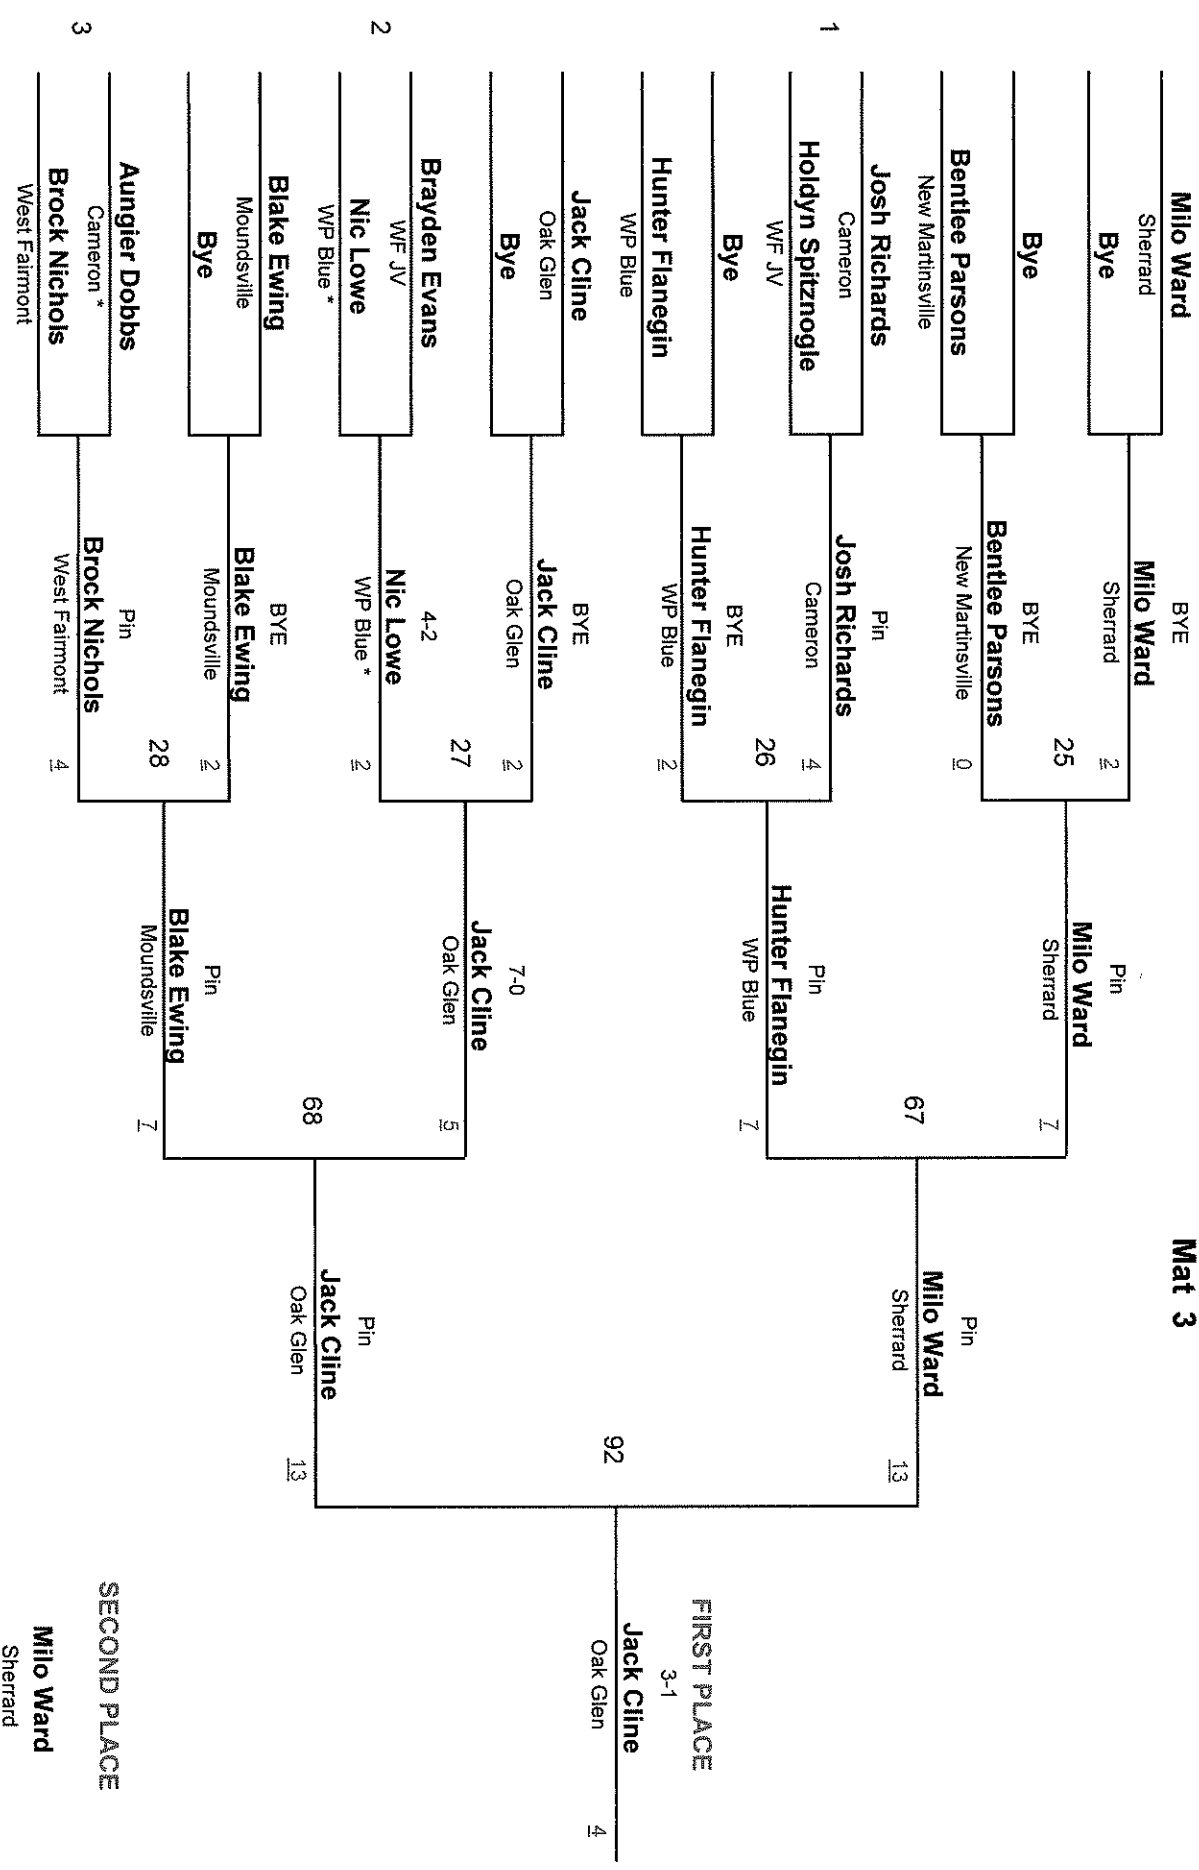 Mat 3
Milo Ward
Sherrard
Bye
Bye
Bentlee Parsons
New Martinsville
1
Josh Richards
Cameron
Holdyn Spitznogle
WF JV
Bye
Hunter Flanegin
WP Blue
Jack Cline
Oak Glen
Bye
2
Brayden Evans
WF JV
Nic Lowe
WP Blue *
Blake Ewing
Moundsville
Bye
3
Aungier Dobbs
Cameron *
Brock Nichols
West Fairmont
BYE
Milo Ward
Sherrard
2
25
BYE
Bentlee Parsons
New Martinsville
0
Pin
Josh Richards
Cameron
4
26
BYE
Hunter Flanegin
WP Blue
2
BYE
Jack Cline
Oak Glen
2
27
4-2
Nic Lowe
WP Blue *
2
BYE
Blake Ewing
Moundsville
2
28
Pin
Brock Nichols
West Fairmont
4
Pin
Milo Ward
Sherrard
7
67
Pin
Hunter Flanegin
WP Blue
7
7-0
Jack Cline
Oak Glen
5
68
Pin
Blake Ewing
Moundsville
7
Pin
Milo Ward
Sherrard
13
92
Pin
Jack Cline
Oak Glen
13
FIRST PLACE
3-1
Jack Cline
Oak Glen
4
SECOND PLACE
Milo Ward
Sherrard